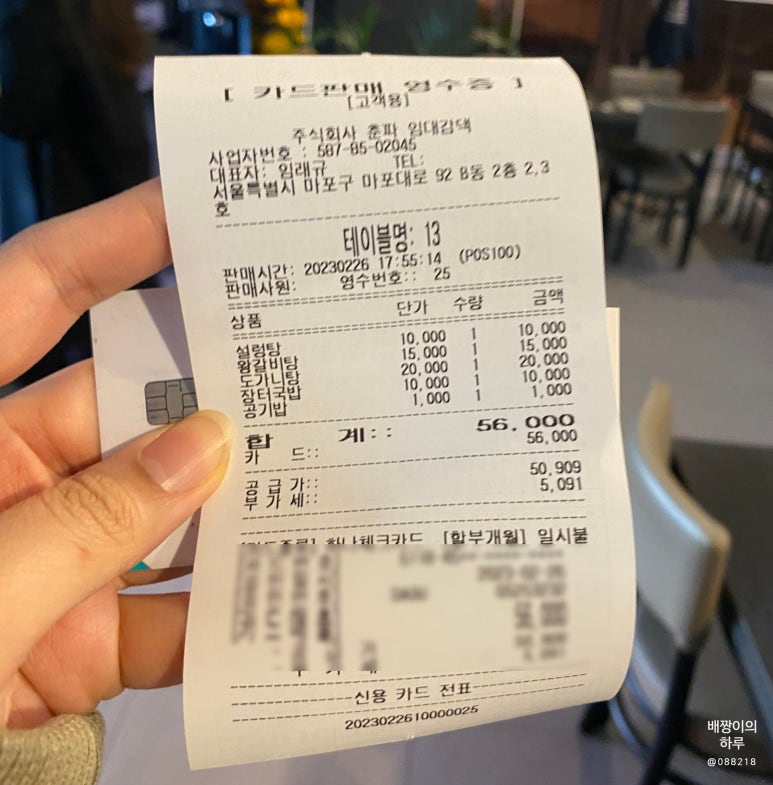 [ 카드판매 영수증 ]
[고객용]
주식회사 춘파 임대감댁
사업자번호 : 587-85-02045
대표자: 임래규 TEL:
서울특별시 마포구 마포대로 92 B동 2층 2,3
호
테이블명: 13
판매시간: 20230226 17:55:14 (POS100)
판매사원: 영수번호:: 25
상품 단가 수량 금액
설렁탕 10,000 1 10,000
왕갈비탕 15,000 1 15,000
도가니탕 20,000 1 20,000
장터국밥 10,000 1 10,000
공기밥 1,000 1 1,000
합 계:: 56,000
카 드:: 56,000
공 급 가:: 50,909
부 가 세:: 5,091
하나체크카드 [할부개월] 일시불
신용 카드 전표
2023022610000025
배짱이의
하루
@088218